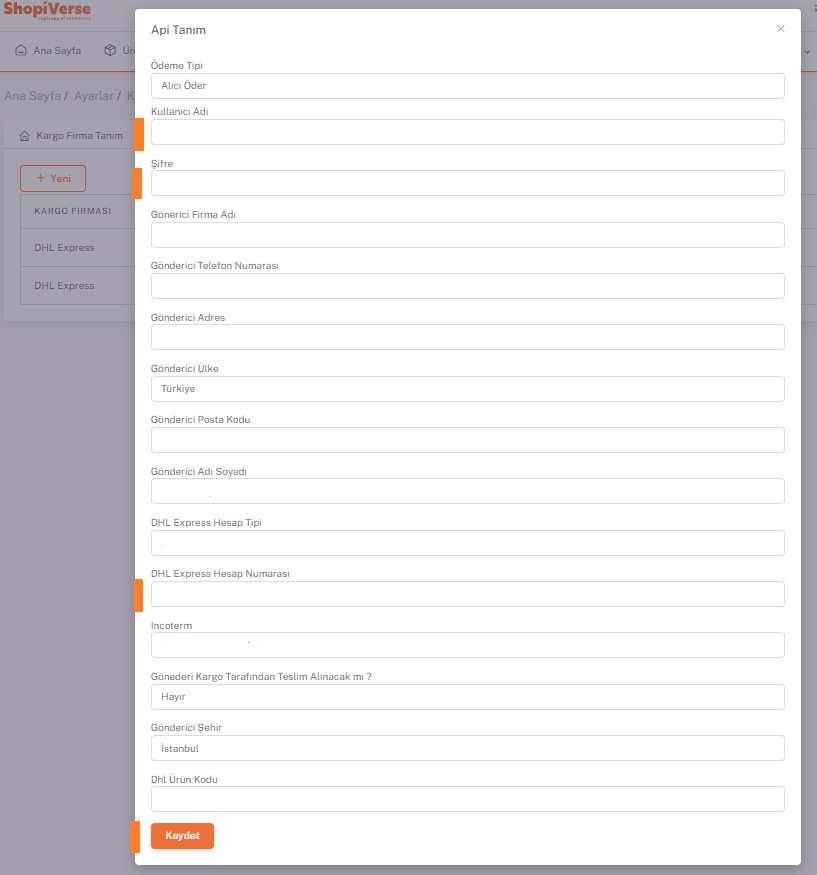 ShopiVerse
Api Tanım
Ana Sayfa
Ana Sayfa / Ayarlar /
Kargo Firma Tanım
+ Yeni
KARGO FİRMASI
DHL Express
DHL Express
Ödeme Tipi
Alıcı Öder
Kullanıcı Adı
Şifre
Gönerici Firma Adı
Gönderici Telefon Numarası
Gönderici Adres
Gönderici Ülke
Türkiye
Gönderici Posta Kodu
Gönderici Adı Soyadı
DHL Express Hesap Tipi
DHL Express Hesap Numarası
Incoterm
Gönederi Kargo Tarafından Teslim Alınacak mı ?
Hayır
Gönderici Şehir
İstanbul
Dhl Ürün Kodu
Kaydet